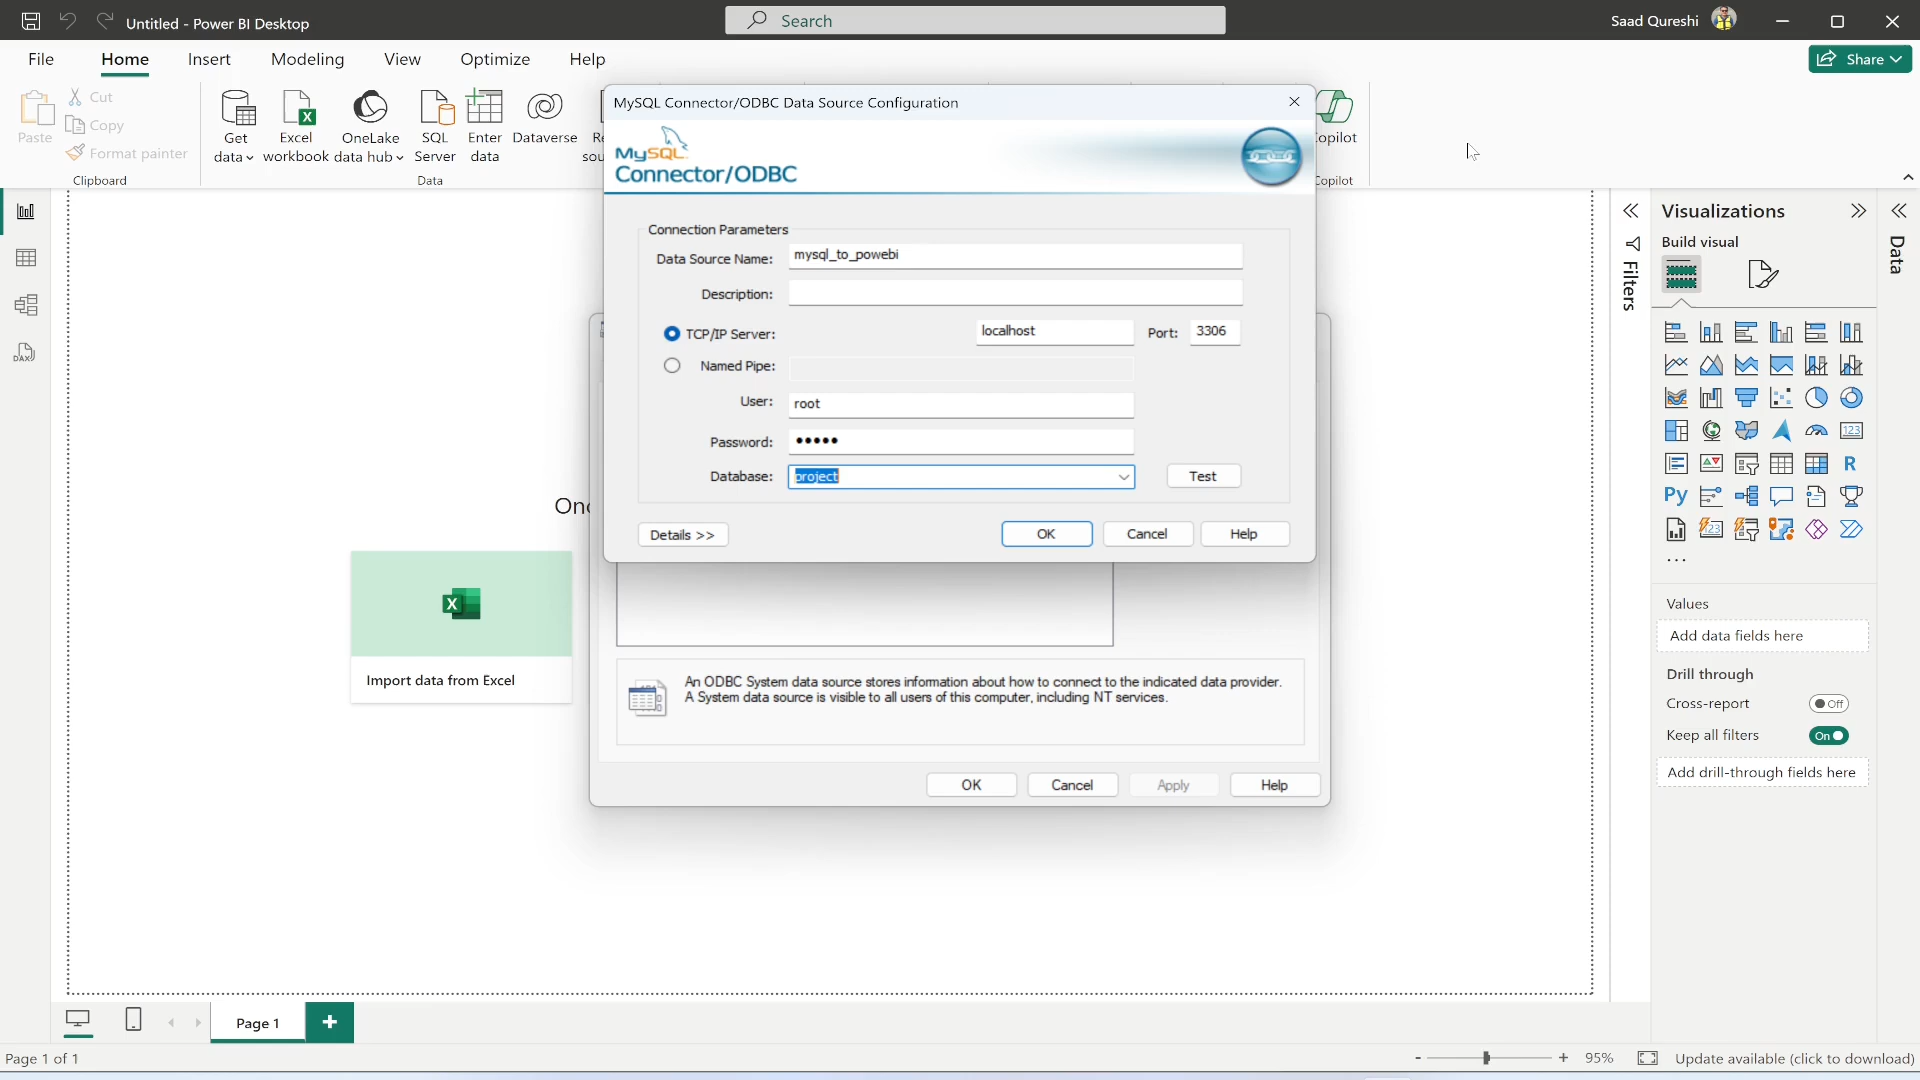 Untitled - Power BI Desktop
Search
Saad Qureshi
File
Home
Insert
Modeling
View
Optimize
Help
Share
Paste
Cut
Copy
Format painter
Clipboard
Get data
Excel workbook
OneLake data hub
SQL Server
Enter data
Dataverse
Data
opilot
Copilot
MySQL Connector/ODBC Data Source Configuration
MySQL
Connector/ODBC
Connection Parameters
Data Source Name: mysql_to_powebi
Description:
TCP/IP Server: localhost Port: 3306
Named Pipe:
User: root
Password: •••••
Database: project
Test
Details >>
OK
Cancel
Help
Import data from Excel
An ODBC System data source stores information about how to connect to the indicated data provider.
A System data source is visible to all users of this computer, including NT services.
OK
Cancel
Apply
Help
Filters
Visualizations
Build visual
123
R
Py
123
...
Values
Add data fields here
Drill through
Cross-report
Off
Keep all filters
On
Add drill-through fields here
Data
DAX
Page 1
+
Page 1 of 1
- + 95%
Update available (click to download)